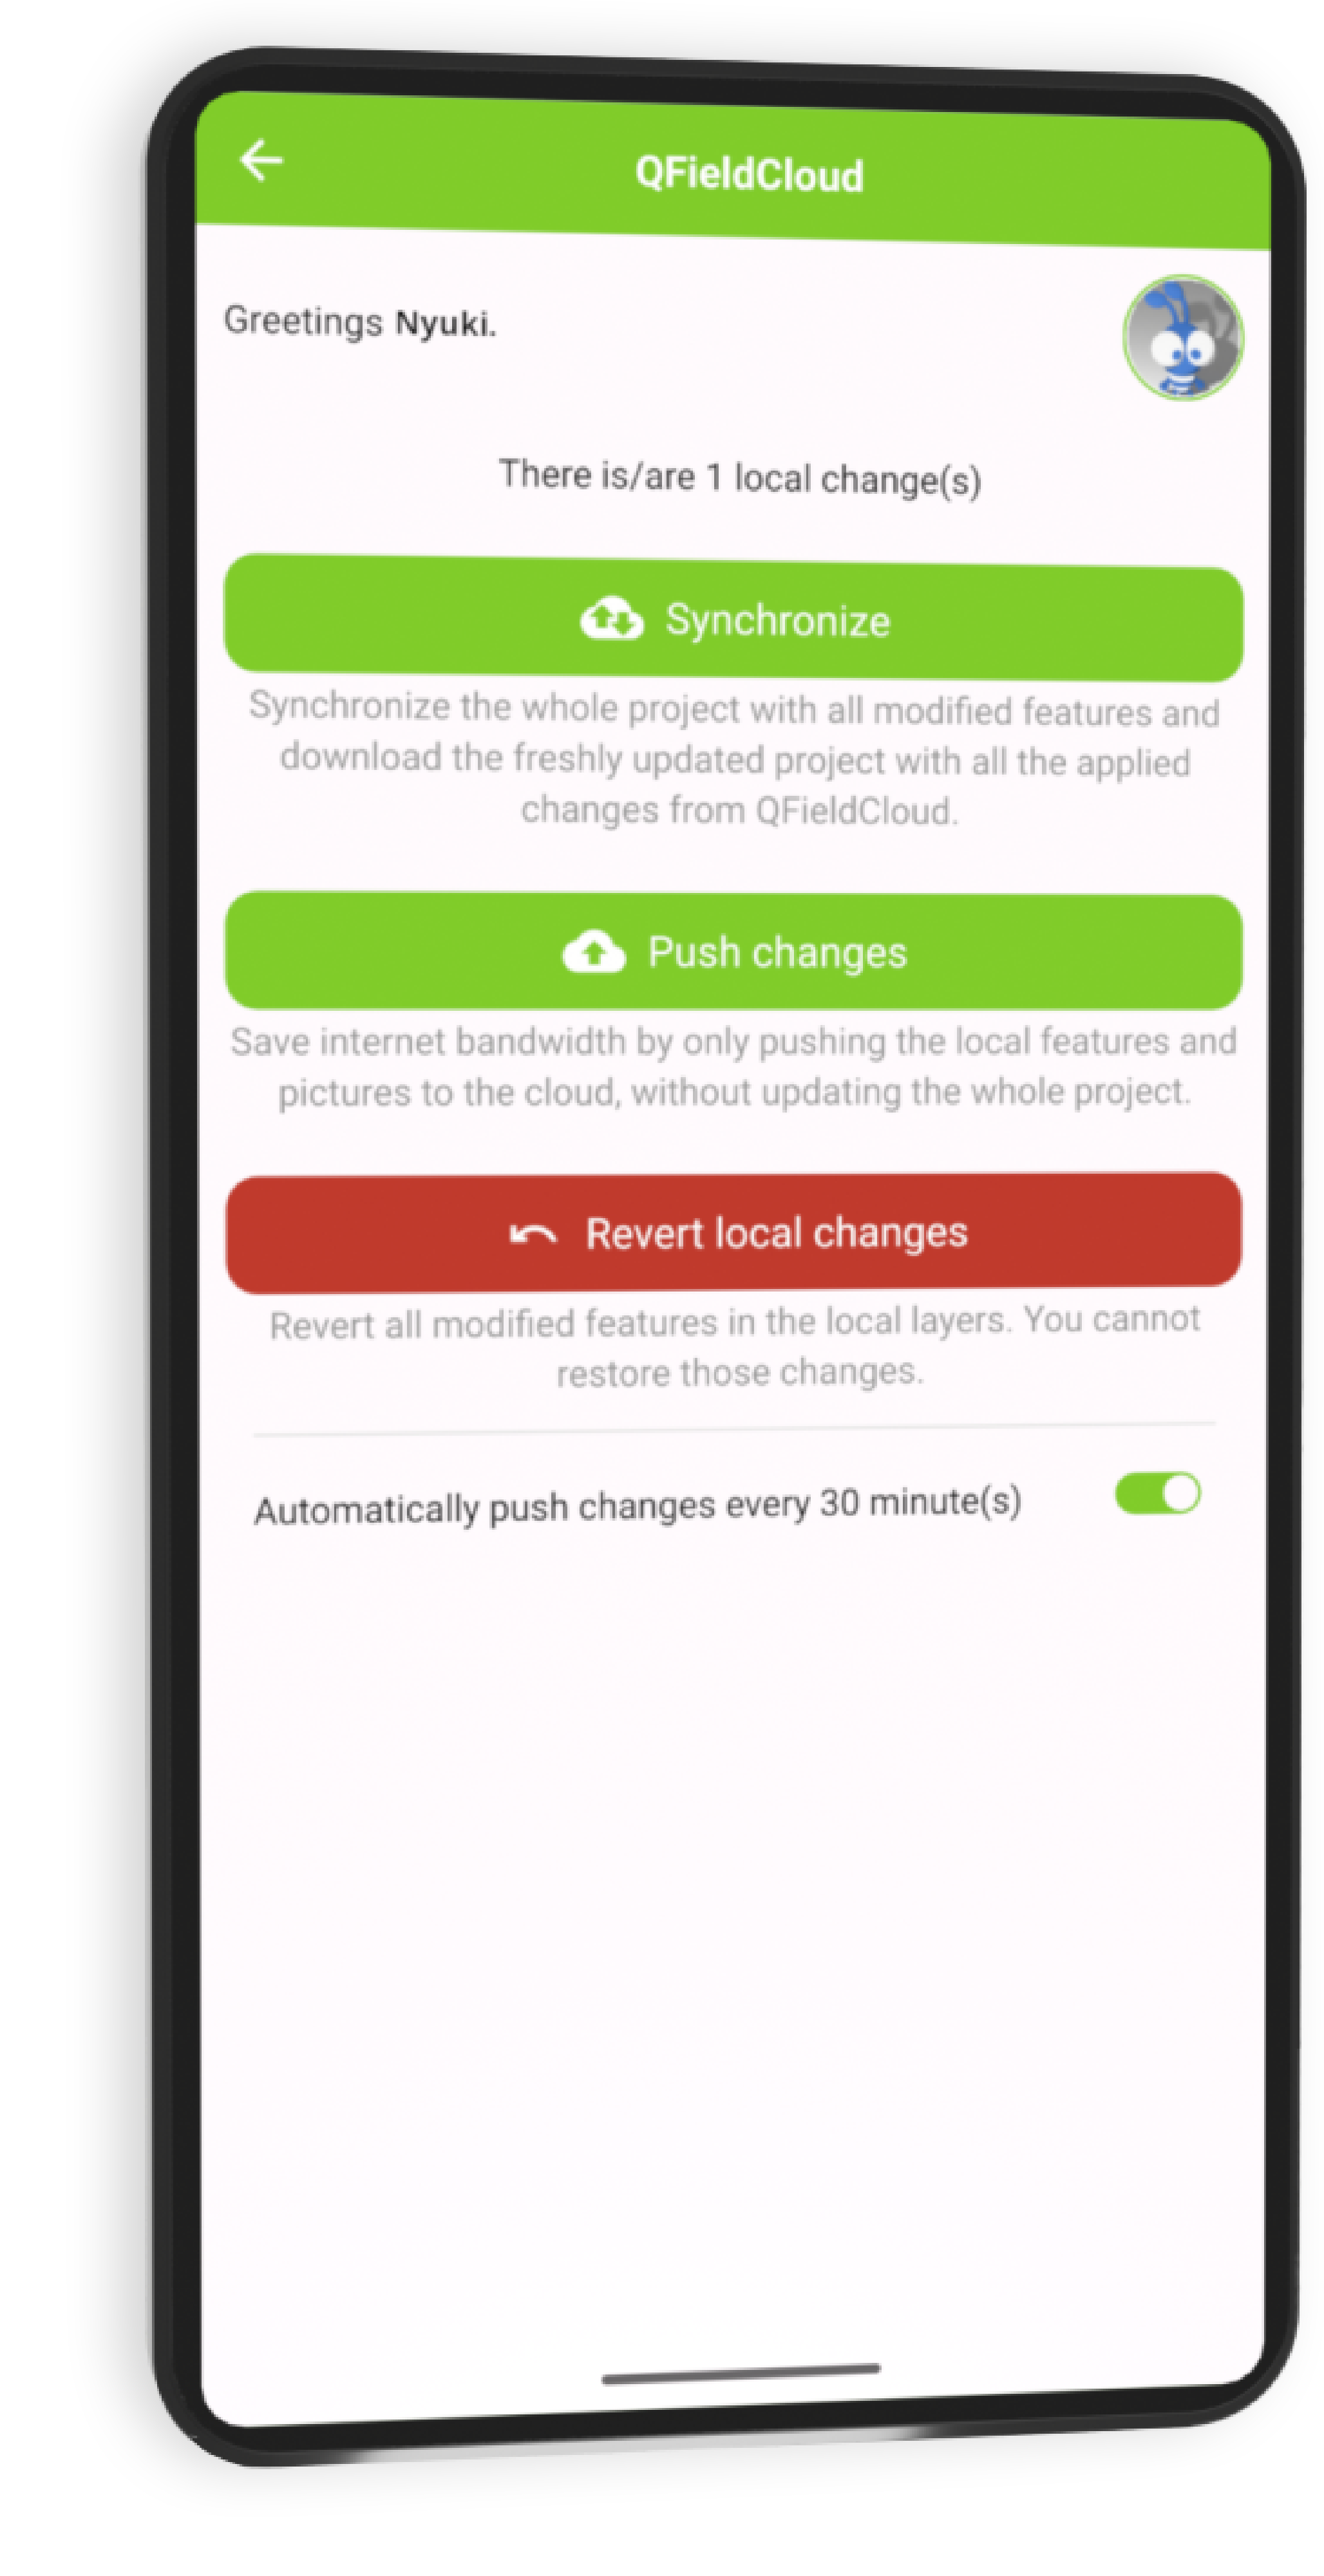 QFieldCloud
Greetings Nyuki.
There is/are 1 local change(s)
Synchronize
Synchronize the whole project with all modified features and
download the freshly updated project with all the applied
changes from QFieldCloud.
Push changes
Save internet bandwidth by only pushing the local features and
pictures to the cloud, without updating the whole project.
Revert local changes
Revert all modified features in the local layers. You cannot
restore those changes.
Automatically push changes every 30 minute(s)